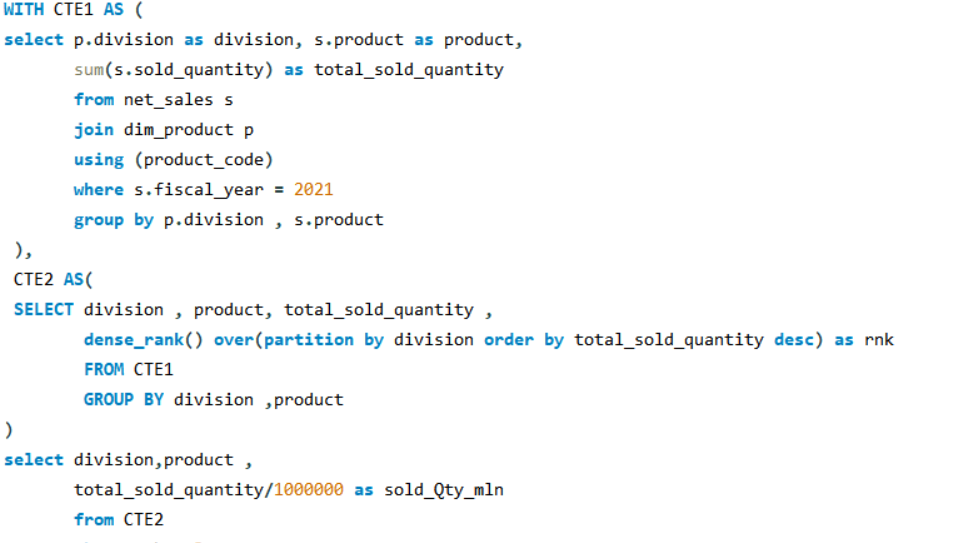 WITH CTE1 AS (
select p.division as division, s.product as product,
sum(s.sold_quantity) as total_sold_quantity
from net_sales s
join dim_product p
using (product_code)
where s.fiscal_year = 2021
group by p.division , s.product
),
CTE2 AS(
SELECT division , product, total_sold_quantity ,
dense_rank() over(partition by division order by total_sold_quantity desc) as rnk
FROM CTE1
GROUP BY division ,product
)
select division,product ,
total_sold_quantity/1000000 as sold_Qty_mln
from CTE2